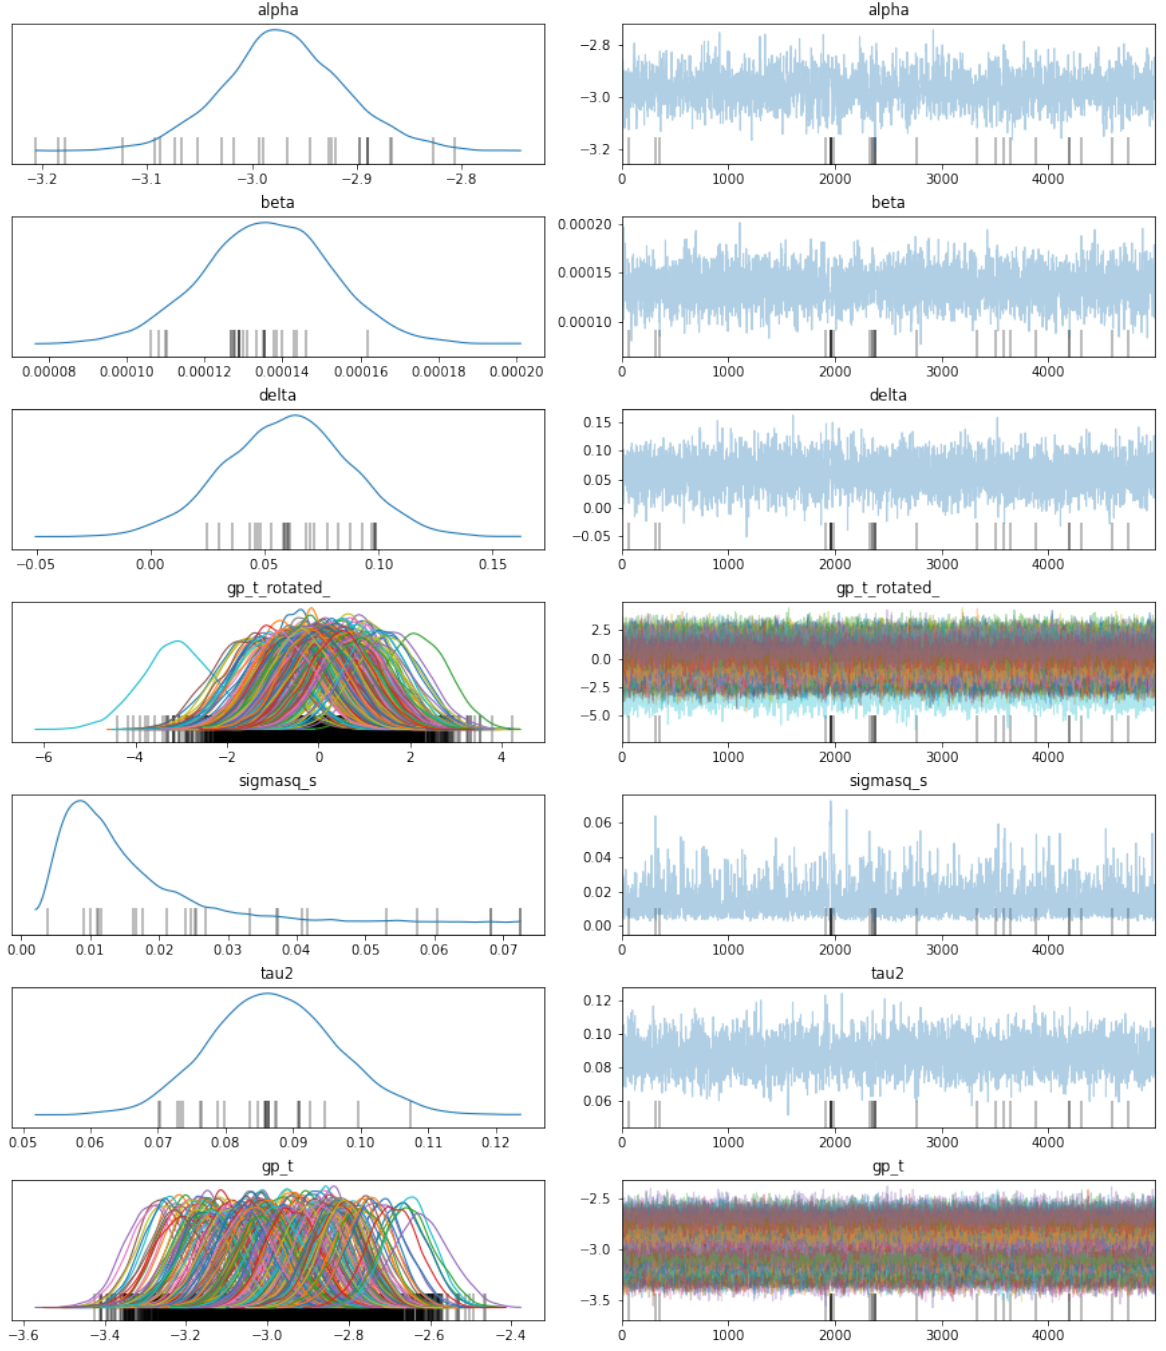 alpha alpha
−2.8
−3.0
−3.2
−3.2 −3.1 −3.0 −2.9 −2.8 0 1000 2000 3000 4000
beta beta
0.00020
0.00015
0.00010
0.00008 0.00010 0.00012 0.00014 0.00016 0.00018 0.00020 0 1000 2000 3000 4000
delta delta
0.15
0.10
0.05
0.00
−0.05
−0.05 0.00 0.05 0.10 0.15 0 1000 2000 3000 4000
gp_t_rotated_ gp_t_rotated_
2.5
0.0
−2.5
−5.0
−6 −4 −2 0 2 4 0 1000 2000 3000 4000
sigmasq_s sigmasq_s
0.06
0.04
0.02
0.00
0.00 0.01 0.02 0.03 0.04 0.05 0.06 0.07 0 1000 2000 3000 4000
tau2 tau2
0.12
0.10
0.08
0.06
0.05 0.06 0.07 0.08 0.09 0.10 0.11 0.12 0 1000 2000 3000 4000
gp_t gp_t
−2.5
−3.0
−3.5
−3.6 −3.4 −3.2 −3.0 −2.8 −2.6 −2.4 0 1000 2000 3000 4000